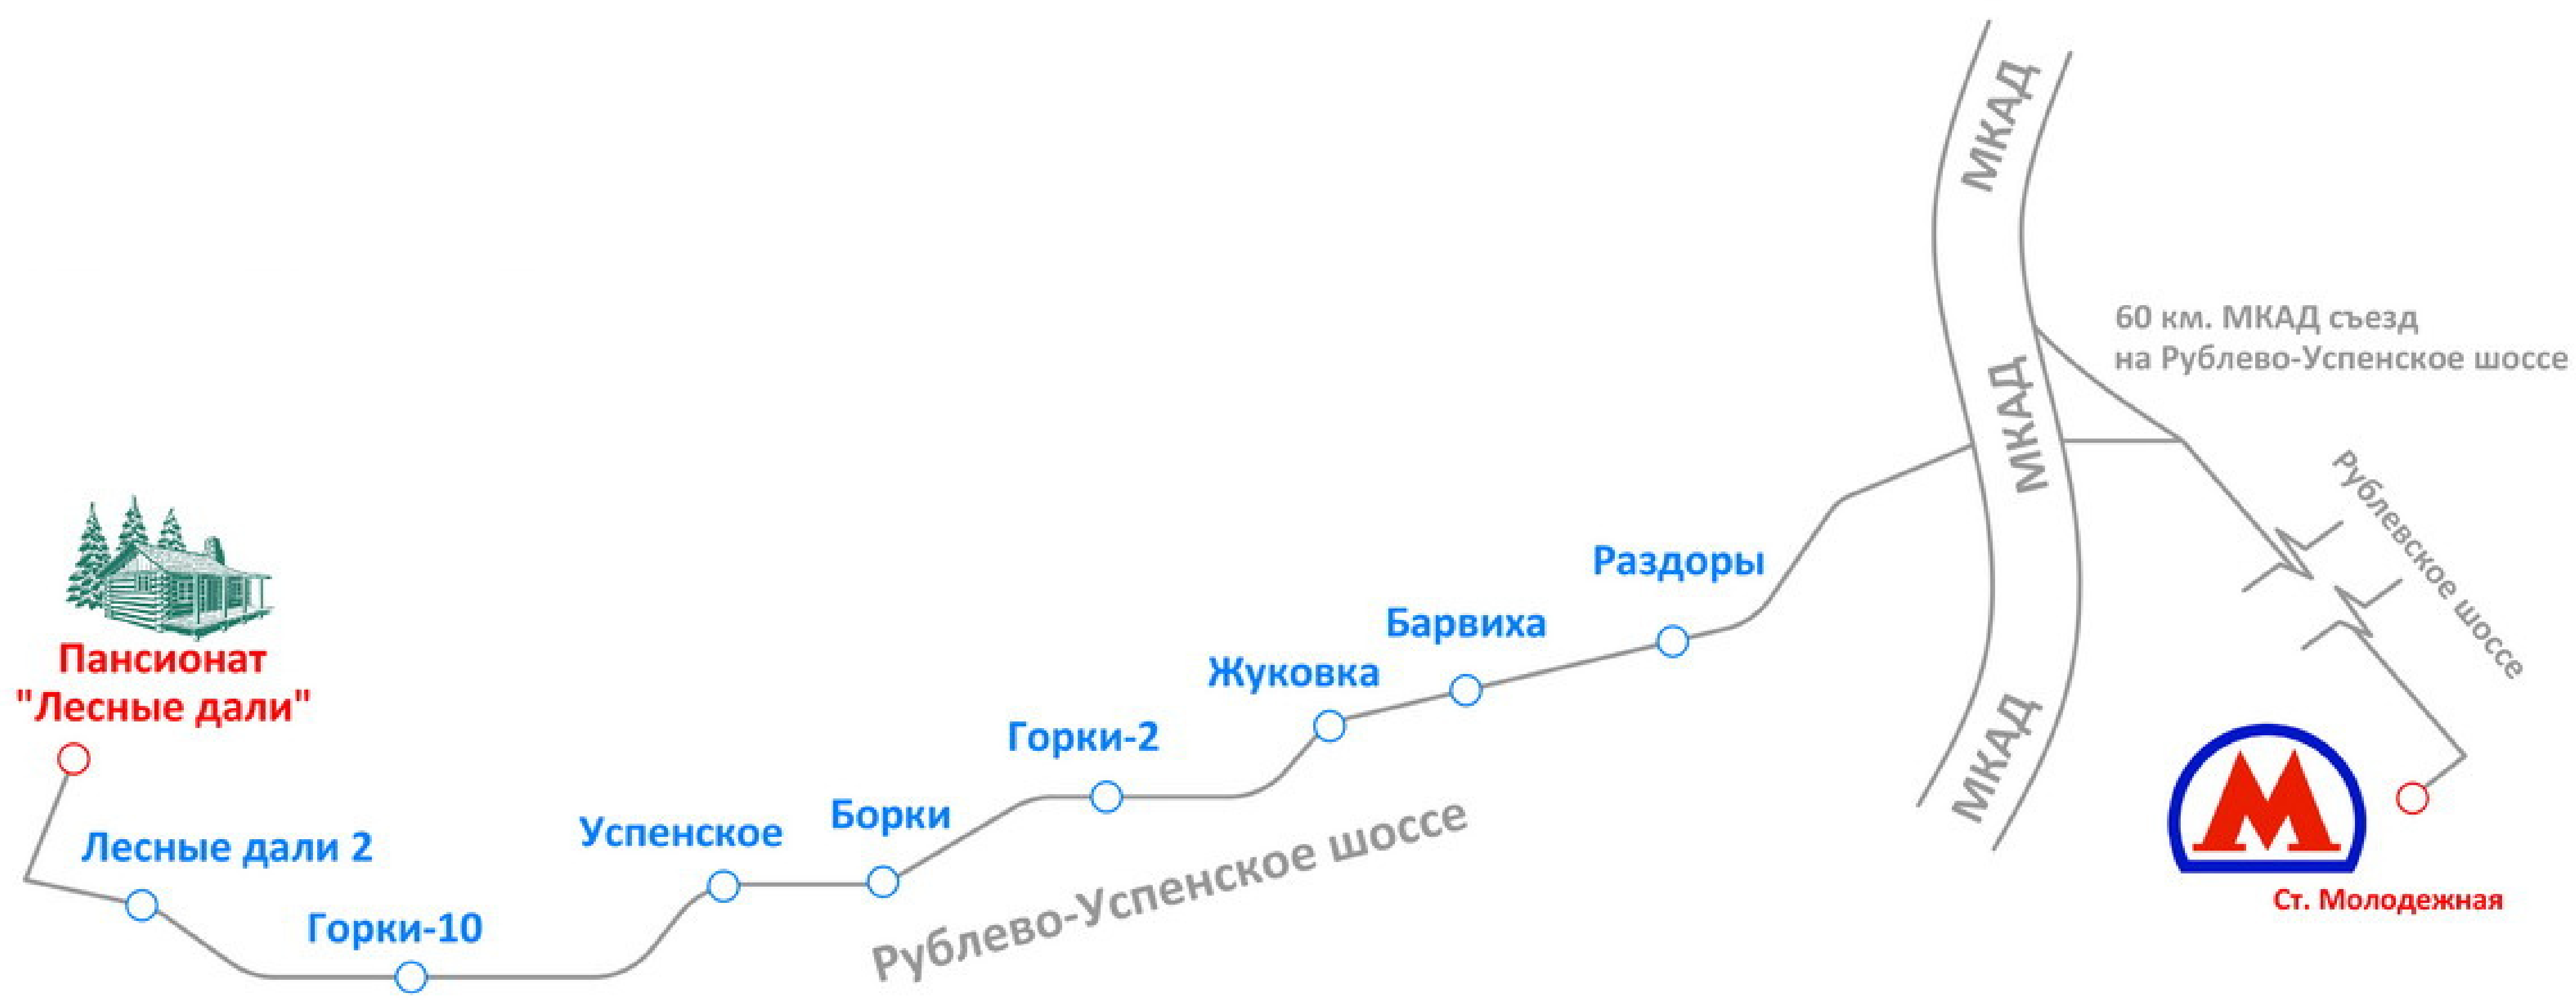 МКАД
60 км. МКАД съезд
на Рублево-Успенское шоссе
МКАД
Рублевское шоссе
Раздоры
Барвиха
Жуковка
Пансионат
"Лесные дали"
Горки-2
МКАД
Борки
Успенское
Лесные дали 2
Рублево-Успенское шоссе
Горки-10
М
Ст. Молодежная